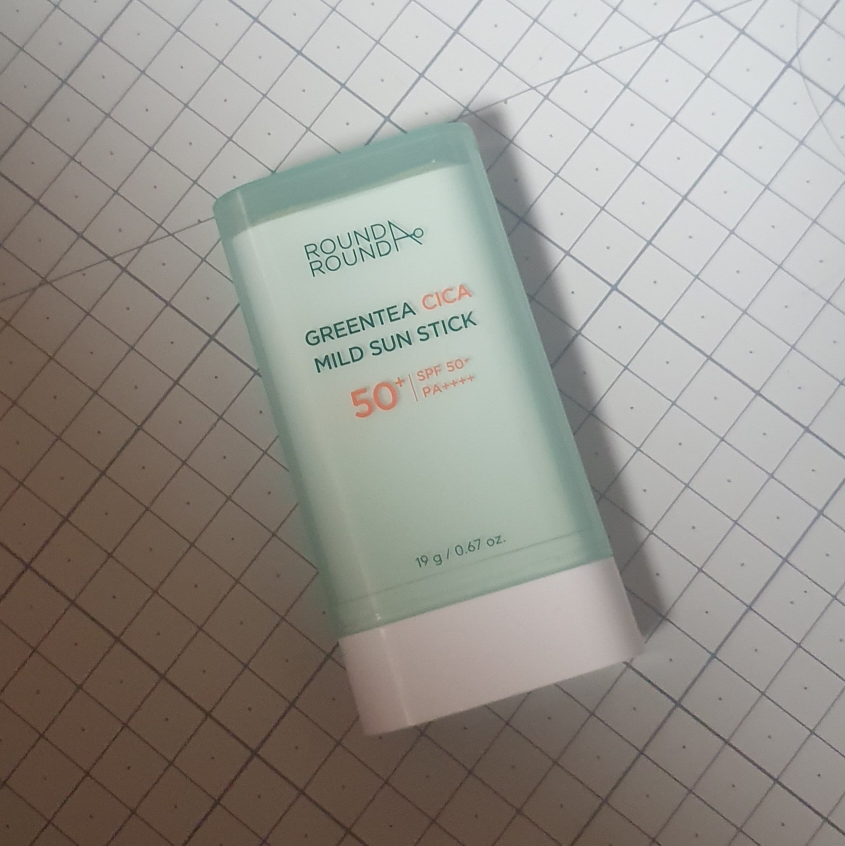 ROUND A
ROUND
GREENTEA CICA
MILD SUN STICK
50+
SPF 50+
PA++++
19 g / 0.67 oz.